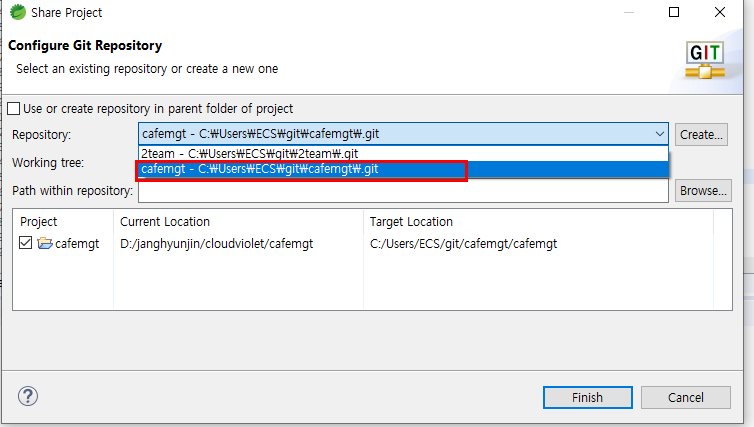 Share Project
Configure Git Repository
Select an existing repository or create a new one
GIT
Use or create repository in parent folder of project
Repository: cafemgt - C:₩Users₩ECS₩git₩cafemgt₩.git Create...
2team - C:₩Users₩ECS₩git₩2team₩.git
Working tree: cafemgt - C:₩Users₩ECS₩git₩cafemgt₩.git
Path within repository: Browse...
Project Current Location Target Location
cafemgt D:/janghyunjin/cloudviolet/cafemgt C:/Users/ECS/git/cafemgt/cafemgt
? Finish Cancel